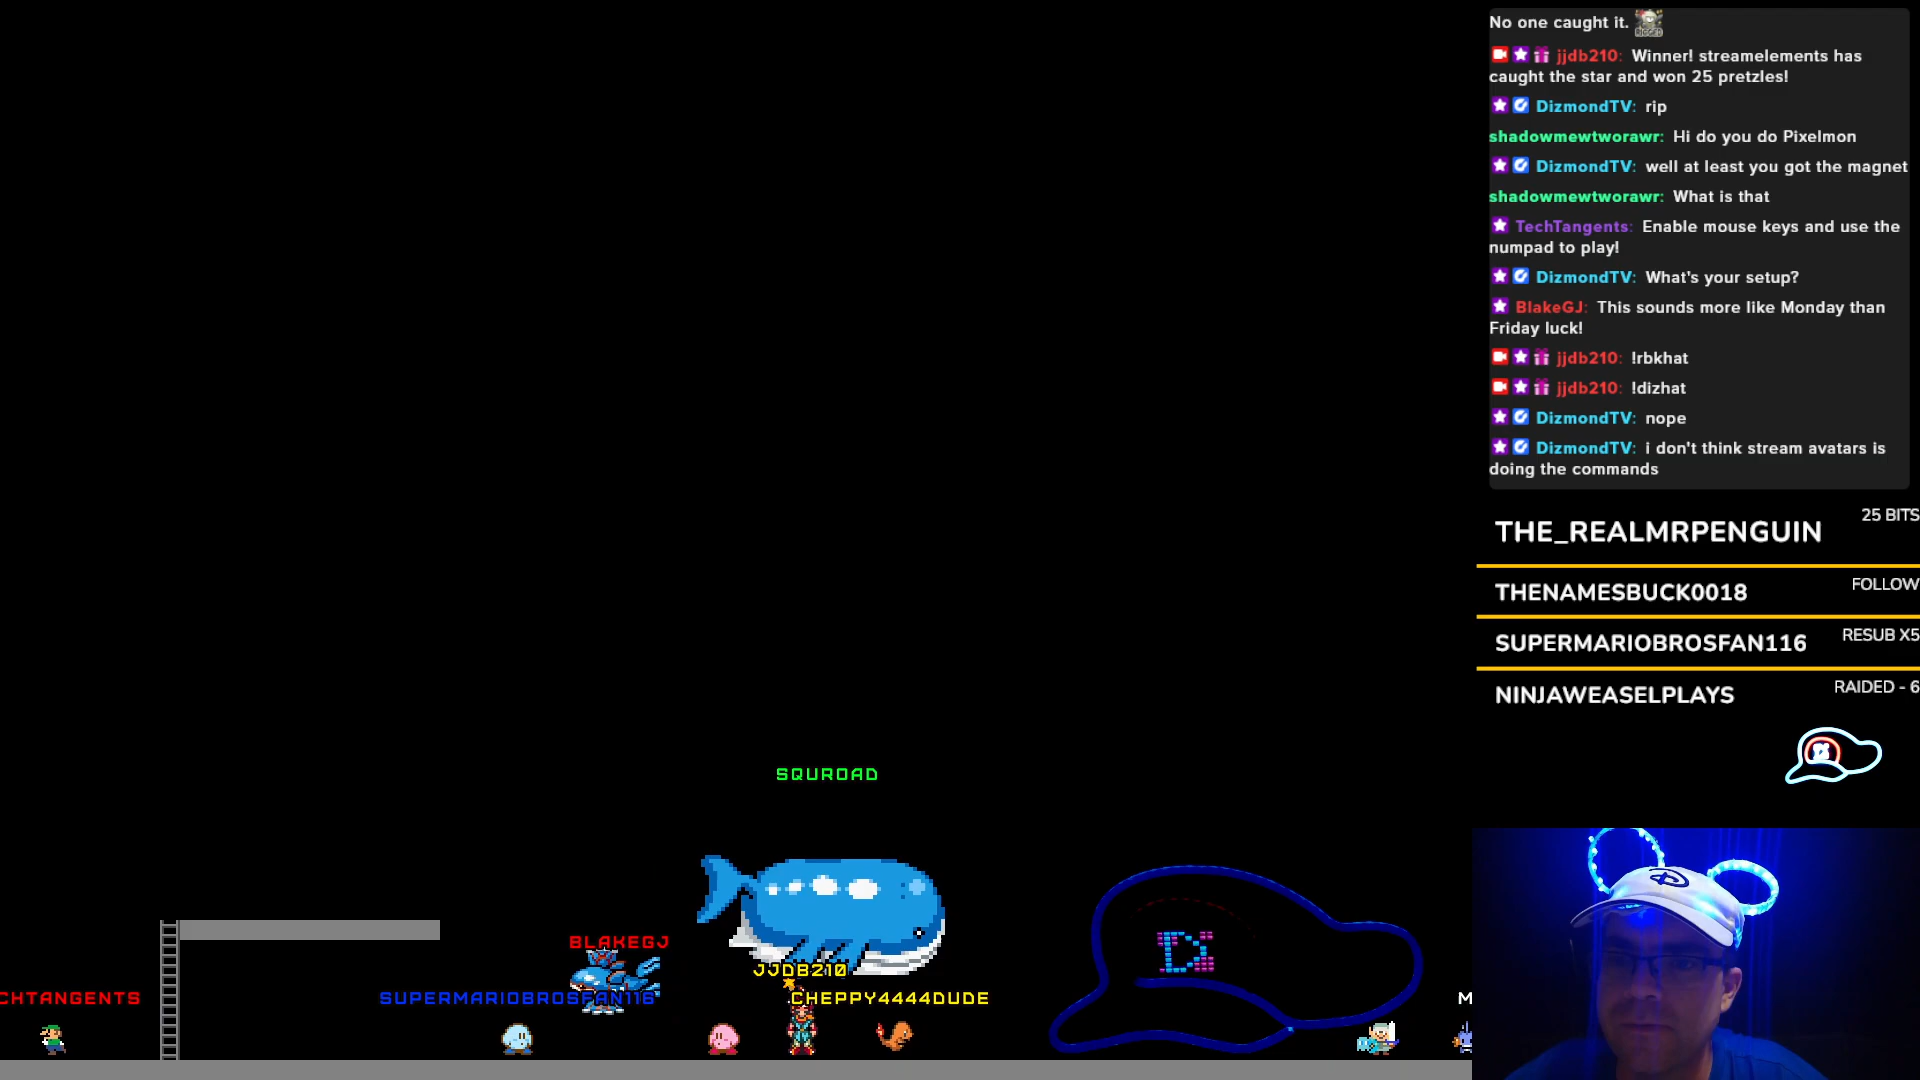 No one caught it.
RIGGED
jjdb210: Winner! streamelements has
caught the star and won 25 pretzles!
DizmondTV: rip
shadowmewtworawr: Hi do you do Pixelmon
DizmondTV: well at least you got the magnet
shadowmewtworawr: What is that
TechTangents: Enable mouse keys and use the
numpad to play!
DizmondTV: What's your setup?
BlakeGJ: This sounds more like Monday than
Friday luck!
jjdb210: !rbkhat
jjdb210: !dizhat
DizmondTV: nope
DizmondTV: i don't think stream avatars is
doing the commands
THE_REALMRPENGUIN 25 BITS
THENAMESBUCK0018 FOLLOW
SUPERMARIOBROSFAN116 RESUB X5
NINJAWEASELPLAYS RAIDED - 6
SQUROAD
BLAKEGJ
JJDB210
CHTANGENTS
SUPERMARIOBROSFAN116
CHEPPY4444DUDE
M
D